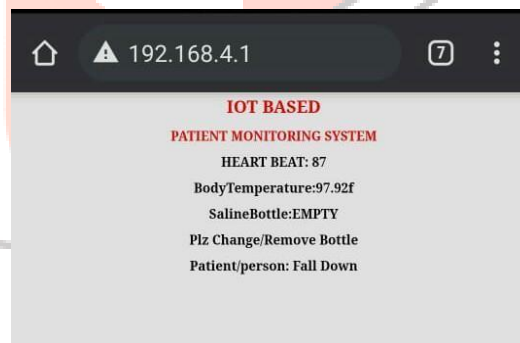 192.168.4.1
7
IOT BASED
PATIENT MONITORING SYSTEM
HEART BEAT: 87
BodyTemperature:97.92f
SalineBottle:EMPTY
Plz Change/Remove Bottle
Patient/person: Fall Down